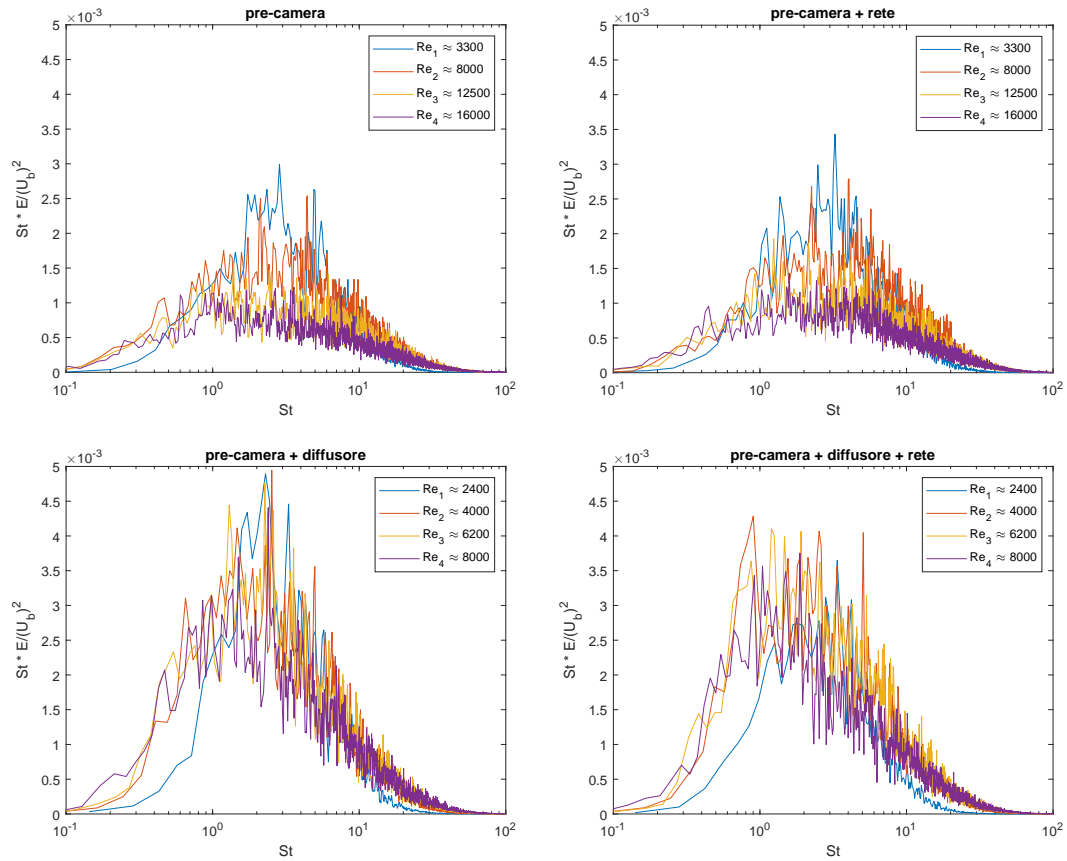 pre-camera
×10⁻³
5
4.5
4
3.5
3
2.5
2
1.5
1
0.5
0
St * E/(U_b)²
10⁻¹ 10⁰ 10¹ 10²
St
Re₁ ≈ 3300
Re₂ ≈ 8000
Re₃ ≈ 12500
Re₄ ≈ 16000
pre-camera + rete
×10⁻³
5
4.5
4
3.5
3
2.5
2
1.5
1
0.5
0
St * E/(U_b)²
10⁻¹ 10⁰ 10¹ 10²
St
Re₁ ≈ 3300
Re₂ ≈ 8000
Re₃ ≈ 12500
Re₄ ≈ 16000
pre-camera + diffusore
×10⁻³
5
4.5
4
3.5
3
2.5
2
1.5
1
0.5
0
St * E/(U_b)²
10⁻¹ 10⁰ 10¹ 10²
St
Re₁ ≈ 2400
Re₂ ≈ 4000
Re₃ ≈ 6200
Re₄ ≈ 8000
pre-camera + diffusore + rete
×10⁻³
5
4.5
4
3.5
3
2.5
2
1.5
1
0.5
0
St * E/(U_b)²
10⁻¹ 10⁰ 10¹ 10²
St
Re₁ ≈ 2400
Re₂ ≈ 4000
Re₃ ≈ 6200
Re₄ ≈ 8000